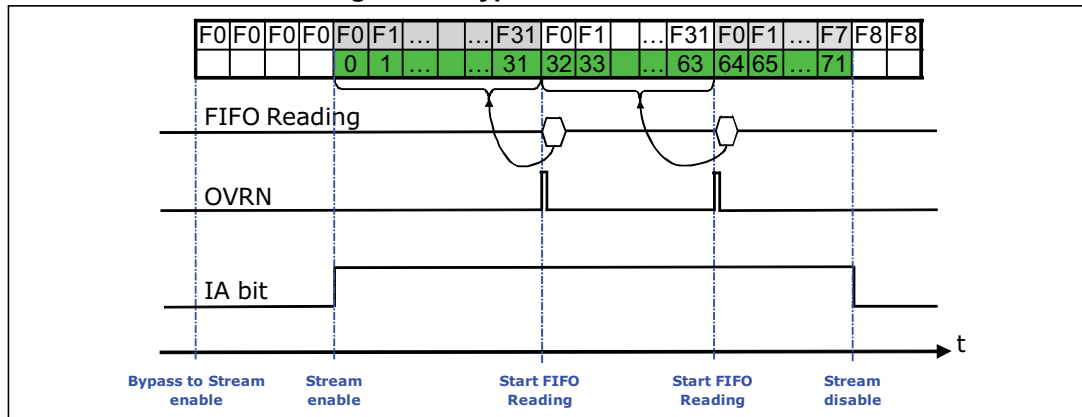 F0 F0 F0 F0 F0 F1 ... ... F31 F0 F1 ... F31 F0 F1 ... F7 F8 F8
0 1 ... ... 31 32 33 ... 63 64 65 ... 71
FIFO Reading
OVRN
IA bit
t
Bypass to Stream Stream Start FIFO Start FIFO Stream
enable enable Reading Reading disable